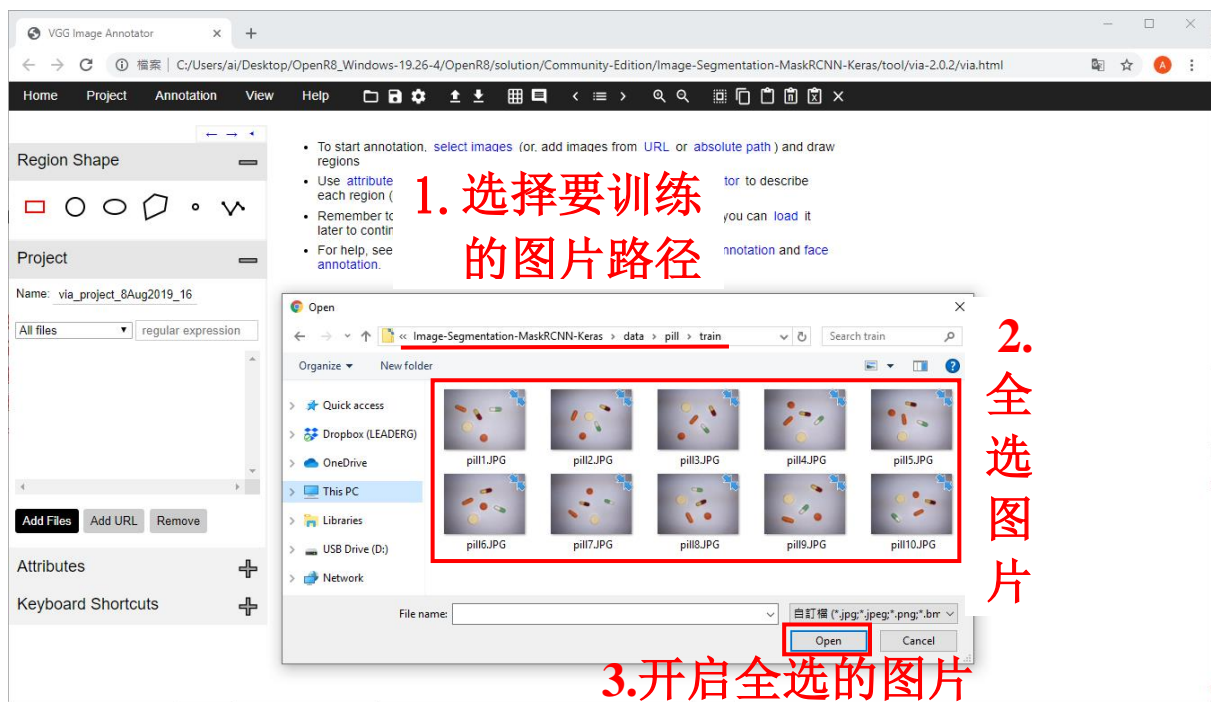 VGG Image Annotator
檔案 | C:/Users/ai/Desktop/OpenR8_Windows-19.26-4/OpenR8/solution/Community-Edition/Image-Segmentation-MaskRCNN-Keras/tool/via-2.0.2/via.html
A
Home Project Annotation View Help
Region Shape
Project
Name: via_project_8Aug2019_16
All files regular expression
Add Files Add URL Remove
Attributes
Keyboard Shortcuts
To start annotation, select images (or, add images from URL or absolute path ) and draw
regions
Use attribute tor to describe
each region (
Remember to you can load it
later to contin
For help, see nnotation and face
annotation.
1. 选择要训练
的图片路径
Open
« Image-Segmentation-MaskRCNN-Keras › data › pill › train
Search train
Organize New folder
Quick access
Dropbox (LEADERG)
OneDrive
This PC
Libraries
USB Drive (D:)
Network
pill1.JPG pill2.JPG pill3.JPG pill4.JPG pill5.JPG
pill6.JPG pill7.JPG pill8.JPG pill9.JPG pill10.JPG
File name:
自訂檔 (*.jpg;*.jpeg;*.png;*.bm
Open Cancel
2.
全
选
图
片
3.开启全选的图片